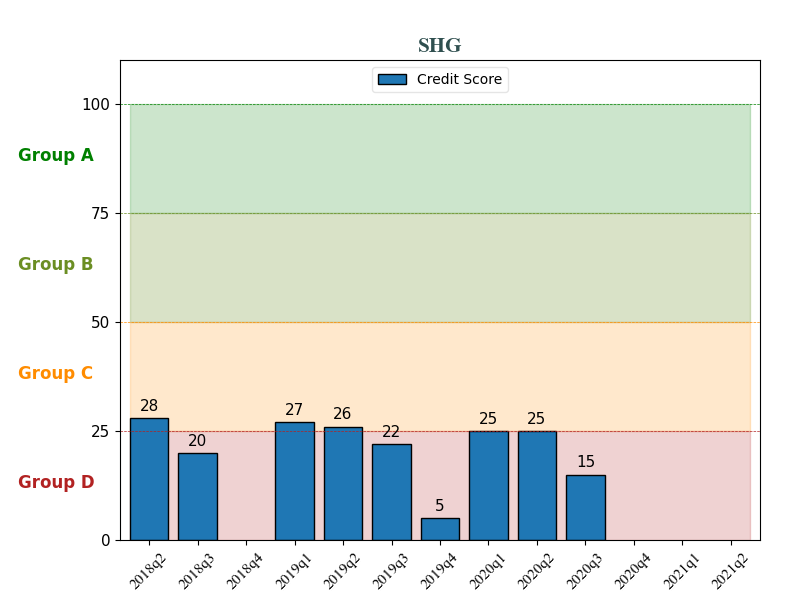 SHG
Credit Score
100
Group A
75
Group B
50
Group C
28
27
26
25
25
25
22
20
15
Group D
5
0
2018q2
2018q3
2018q4
2019q1
2019q2
2019q3
2019q4
2020q1
2020q2
2020q3
2020q4
2021q1
2021q2